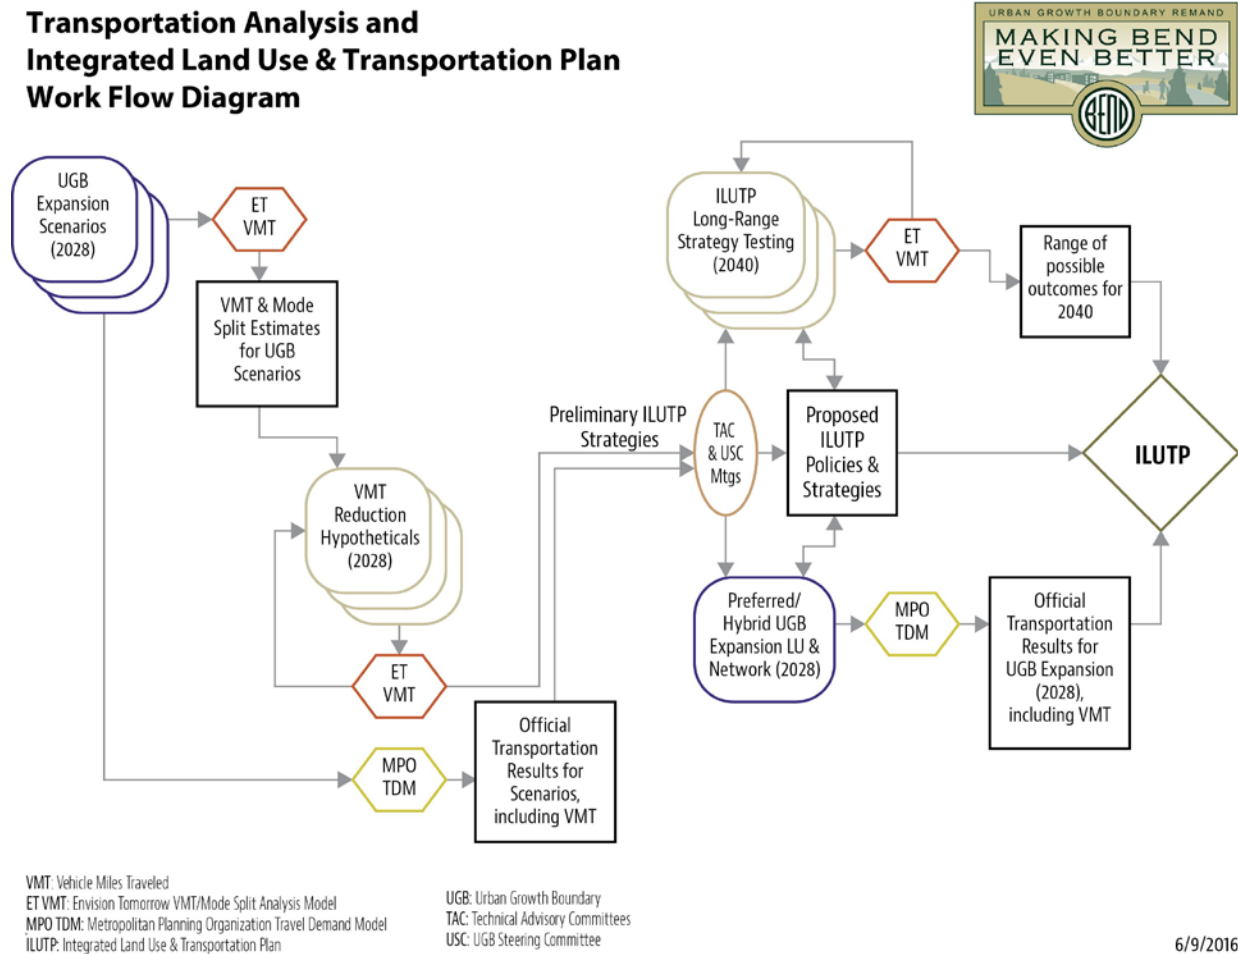 Transportation Analysis and
Integrated Land Use & Transportation Plan
Work Flow Diagram
URBAN GROWTH BOUNDARY REMAND
MAKING BEND
EVEN BETTER
BEND
UGB
Expansion
Scenarios
(2028)
ET
VMT
VMT & Mode
Split Estimates
for UGB
Scenarios
VMT
Reduction
Hypotheticals
(2028)
ET
VMT
MPO
TDM
Official
Transportation
Results for
Scenarios,
including VMT
Preliminary ILUTP
Strategies
TAC
& USC
Mtgs
ILUTP
Long-Range
Strategy Testing
(2040)
ET
VMT
Range of
possible
outcomes for
2040
Proposed
ILUTP
Policies &
Strategies
ILUTP
Preferred/
Hybrid UGB
Expansion LU &
Network (2028)
MPO
TDM
Official
Transportation
Results for
UGB Expansion
(2028),
including VMT
VMT: Vehicle Miles Traveled
ET VMT: Envision Tomorrow VMT/Mode Split Analysis Model
MPO TDM: Metropolitan Planning Organization Travel Demand Model
ILUTP: Integrated Land Use & Transportation Plan
UGB: Urban Growth Boundary
TAC: Technical Advisory Committees
USC: UGB Steering Committee
6/9/2016